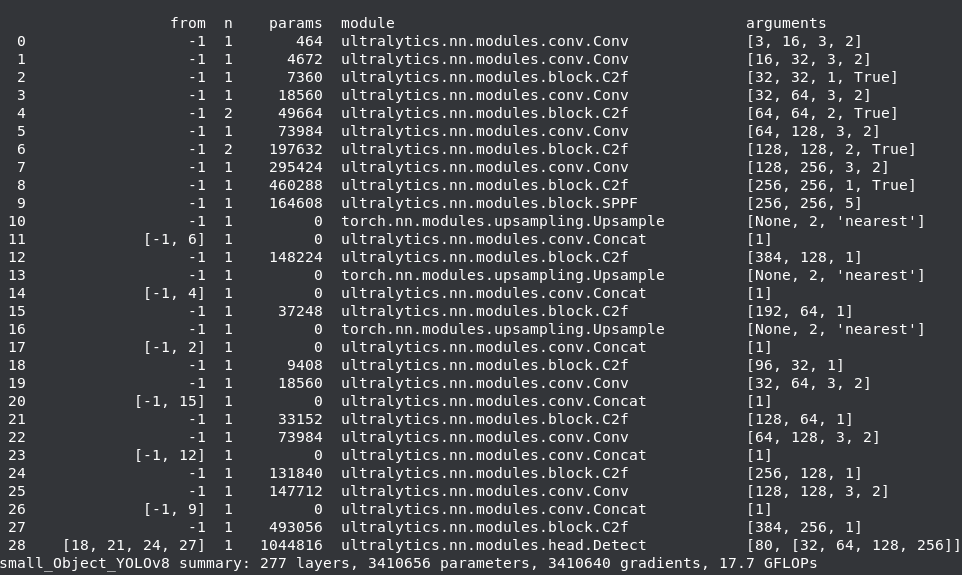 from n params module arguments
0 -1 1 464 ultralytics.nn.modules.conv.Conv [3, 16, 3, 2]
1 -1 1 4672 ultralytics.nn.modules.conv.Conv [16, 32, 3, 2]
2 -1 1 7360 ultralytics.nn.modules.block.C2f [32, 32, 1, True]
3 -1 1 18560 ultralytics.nn.modules.conv.Conv [32, 64, 3, 2]
4 -1 2 49664 ultralytics.nn.modules.block.C2f [64, 64, 2, True]
5 -1 1 73984 ultralytics.nn.modules.conv.Conv [64, 128, 3, 2]
6 -1 2 197632 ultralytics.nn.modules.block.C2f [128, 128, 2, True]
7 -1 1 295424 ultralytics.nn.modules.conv.Conv [128, 256, 3, 2]
8 -1 1 460288 ultralytics.nn.modules.block.C2f [256, 256, 1, True]
9 -1 1 164608 ultralytics.nn.modules.block.SPPF [256, 256, 5]
10 -1 1 0 torch.nn.modules.upsampling.Upsample [None, 2, 'nearest']
11 [-1, 6] 1 0 ultralytics.nn.modules.conv.Concat [1]
12 -1 1 148224 ultralytics.nn.modules.block.C2f [384, 128, 1]
13 -1 1 0 torch.nn.modules.upsampling.Upsample [None, 2, 'nearest']
14 [-1, 4] 1 0 ultralytics.nn.modules.conv.Concat [1]
15 -1 1 37248 ultralytics.nn.modules.block.C2f [192, 64, 1]
16 -1 1 0 torch.nn.modules.upsampling.Upsample [None, 2, 'nearest']
17 [-1, 2] 1 0 ultralytics.nn.modules.conv.Concat [1]
18 -1 1 9408 ultralytics.nn.modules.block.C2f [96, 32, 1]
19 -1 1 18560 ultralytics.nn.modules.conv.Conv [32, 64, 3, 2]
20 [-1, 15] 1 0 ultralytics.nn.modules.conv.Concat [1]
21 -1 1 33152 ultralytics.nn.modules.block.C2f [128, 64, 1]
22 -1 1 73984 ultralytics.nn.modules.conv.Conv [64, 128, 3, 2]
23 [-1, 12] 1 0 ultralytics.nn.modules.conv.Concat [1]
24 -1 1 131840 ultralytics.nn.modules.block.C2f [256, 128, 1]
25 -1 1 147712 ultralytics.nn.modules.conv.Conv [128, 128, 3, 2]
26 [-1, 9] 1 0 ultralytics.nn.modules.conv.Concat [1]
27 -1 1 493056 ultralytics.nn.modules.block.C2f [384, 256, 1]
28 [18, 21, 24, 27] 1 1044816 ultralytics.nn.modules.head.Detect [80, [32, 64, 128, 256]]
small_Object_YOLOv8 summary: 277 layers, 3410656 parameters, 3410640 gradients, 17.7 GFLOPs